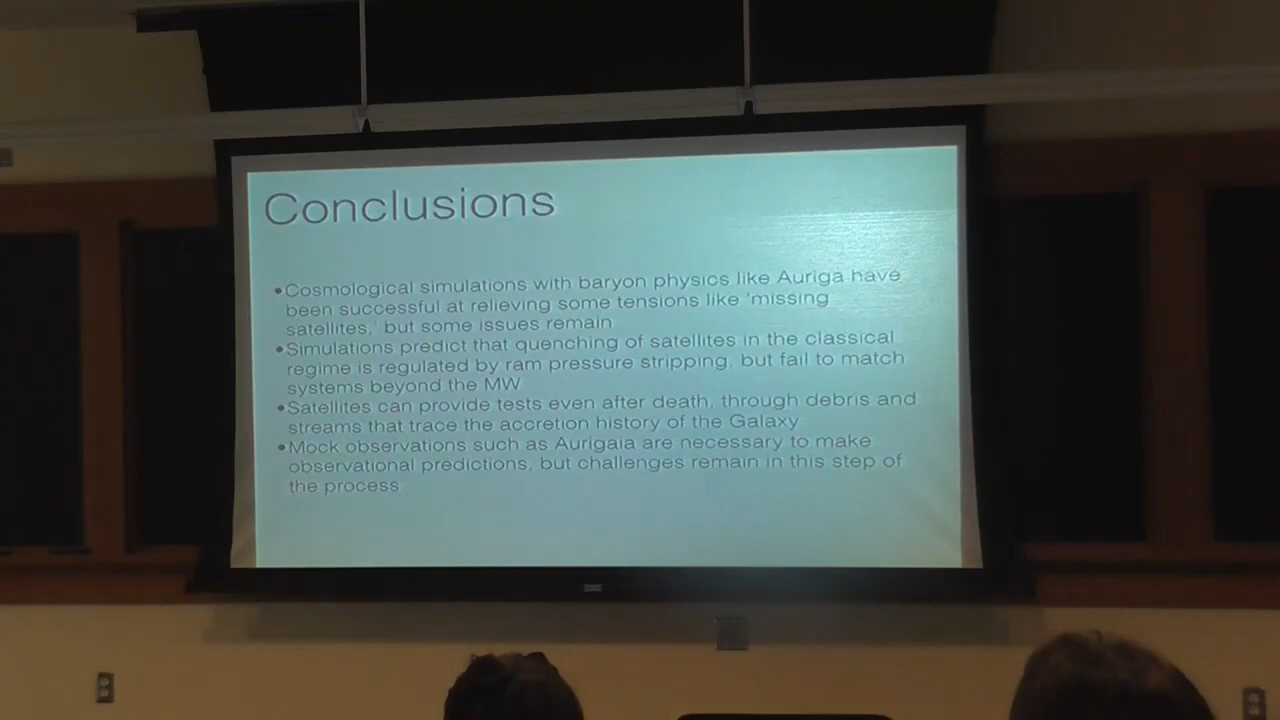 Conclusions
•Cosmological simulations with baryon physics like Auriga have
been successful at relieving some tensions like 'missing
satellites,' but some issues remain
•Simulations predict that quenching of satellites in the classical
regime is regulated by ram pressure stripping, but fail to match
systems beyond the MW
•Satellites can provide tests even after death, through debris and
streams that trace the accretion history of the Galaxy
•Mock observations such as Aurigaia are necessary to make
observational predictions, but challenges remain in this step of
the process